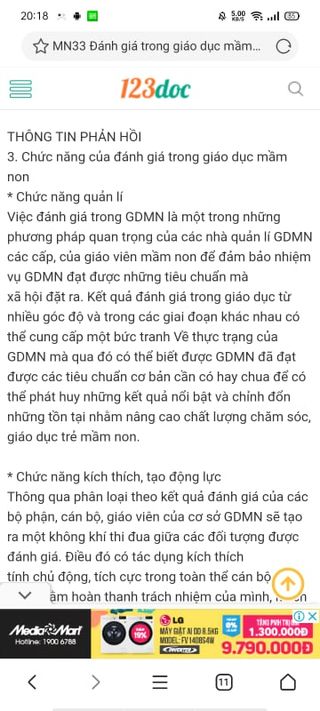 20:18
5.00 KB/S
MN33 Đánh giá trong giáo dục mầm...
123doc
THÔNG TIN PHẢN HỒI
3. Chức năng của đánh giá trong giáo dục mầm
non
* Chức năng quản lí
Việc đánh giá trong GDMN là một trong những
phương pháp quan trọng của các nhà quản lí GDMN
các cấp, của giáo viên mầm non để đảm bảo nhiệm
vụ GDMN đạt được những tiêu chuẩn mà
xã hội đặt ra. Kết quả đánh giá trong giáo dục từ
nhiều góc độ và trong các giai đoạn khác nhau có
thể cung cấp một bức tranh Về thực trạng của
GDMN mà qua đó có thể biết được GDMN đã đạt
được các tiêu chuẩn cơ bản cần có hay chua để có
thể phát huy những kết quả nổi bật và chỉnh đốn
những tồn tại nhằm nâng cao chất lượng chăm sóc,
giáo dục trẻ mầm non.
* Chức năng kích thích, tạo động lực
Thông qua phân loại theo kết quả đánh giá của các
bộ phận, cán bộ, giáo viên của cơ sở GDMN sẽ tạo
ra một không khí thi đua giữa các đối tượng được
đánh giá. Điều đó có tác dụng kích thích
tính chủ động, tích cực trong toàn thể cán bộ
hoàn thành trách nhiệm của mình,
MediaMart
Hotline: 1900 6788
GIẢM 19%
LG
MÁY GIẶT AI DD 8.5KG
MODEL: FV1408S4W
INVERTER
TRẢ GÓP 0%
TẶNG PVH TRỊ GIÁ
1.300.000Đ
9.790.000Đ
11